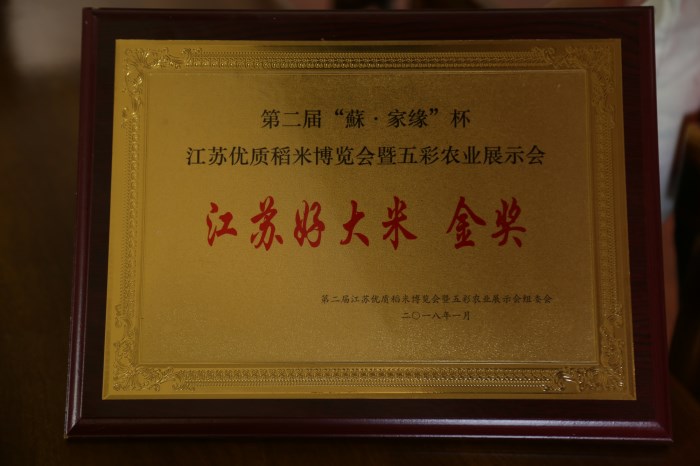 第二届“蘇·家缘”杯
江苏优质稻米博览会暨五彩农业展示会
江苏好大米 金奖
第二届江苏优质稻米博览会暨五彩农业展示会组委会
二〇一八年一月